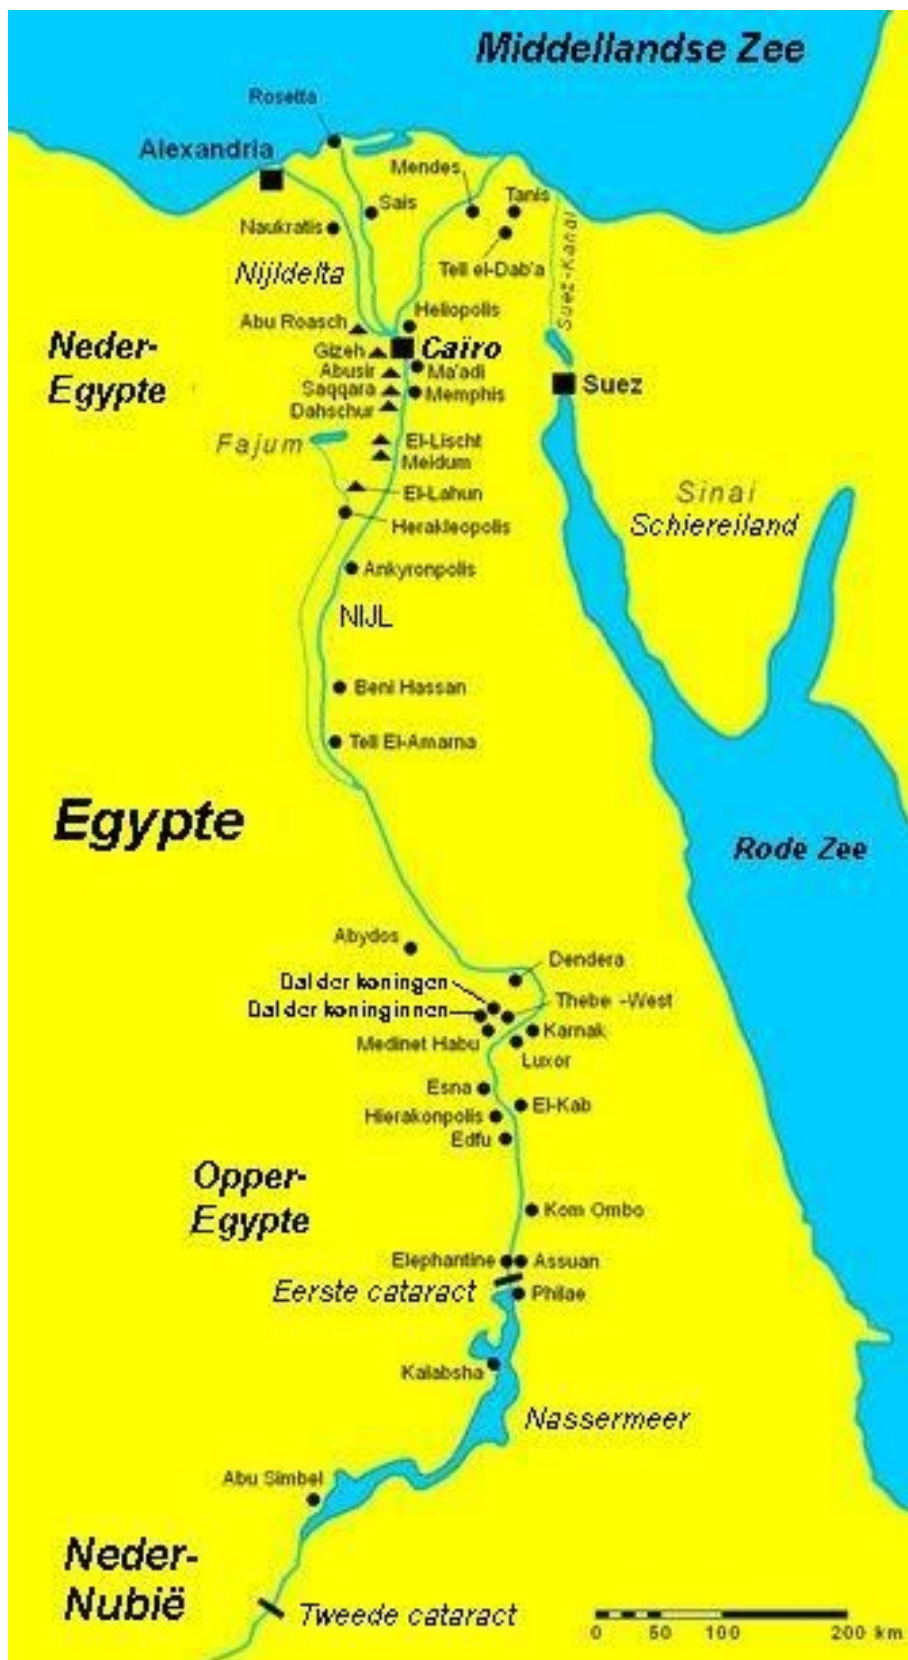 Middellandse Zee
Rosetta
Alexandria
Mendes
Tanis
Sais
Naukratis
Tell el-Dab'a
Suez-Kanal
Nijldelta
Heliopolis
Abu Roasch
Neder-
Egypte
Gizeh
Caïro
Abusir
Ma'adi
Saqqara
Memphis
Suez
Dahschur
Fajum
El-Lischt
Meidum
El-Lahun
Sinai
Schiereiland
Herakleopolis
Ankyronpolis
NIJL
Beni Hassan
Tell El-Amarna
Egypte
Rode Zee
Abydos
Dendera
Dal der koningen
Thebe -West
Dal der koninginnen
Karnak
Medinet Habu
Luxor
Esna
El-Kab
Hierakonpolis
Edfu
Opper-
Egypte
Kom Ombo
Elephantine
Assuan
Eerste cataract
Philae
Kalabsha
Nassermeer
Abu Simbel
Neder-
Nubië
Tweede cataract
0 50 100 200 km